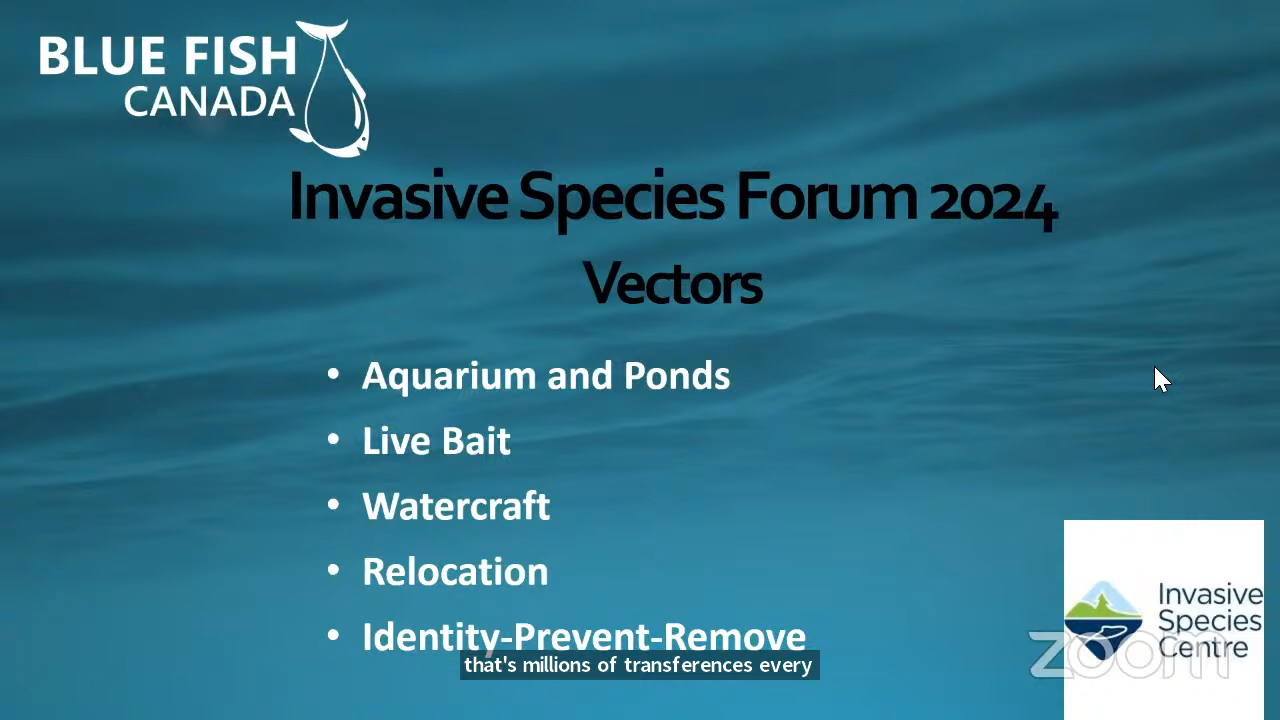 BLUE FISH
CANADA
Invasive Species Forum 2024
Vectors
• Aquarium and Ponds
• Live Bait
• Watercraft
• Relocation
• Identity-Prevent-Remove
that's millions of transferences every
Invasive
Species
Centre
zoom